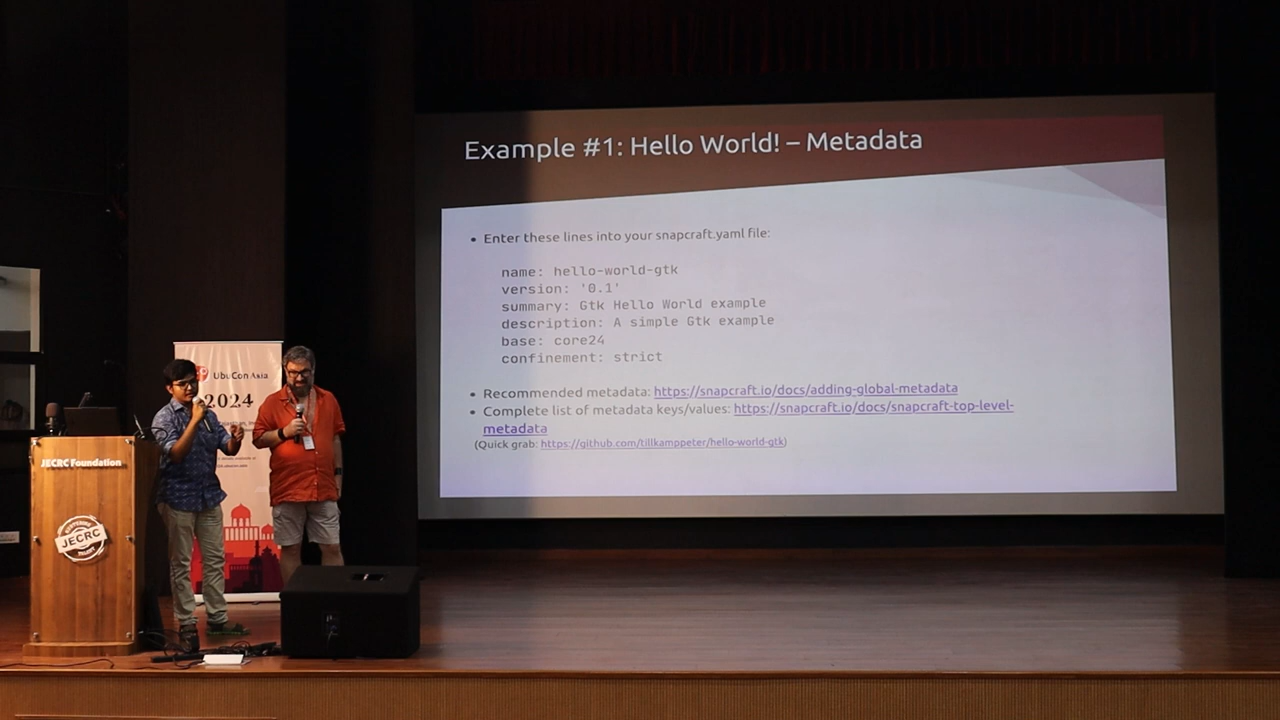 Example #1: Hello World! – Metadata
• Enter these lines into your snapcraft.yaml file:
name: hello-world-gtk
version: '0.1'
summary: Gtk Hello World example
description: A simple Gtk example
base: core24
confinement: strict
• Recommended metadata: https://snapcraft.io/docs/adding-global-metadata
• Complete list of metadata keys/values: https://snapcraft.io/docs/snapcraft-top-level-
metadata
(Quick grab: https://github.com/tillkamppeter/hello-world-gtk)
UbuCon Asia
2024
JECRC Foundation
JECRC